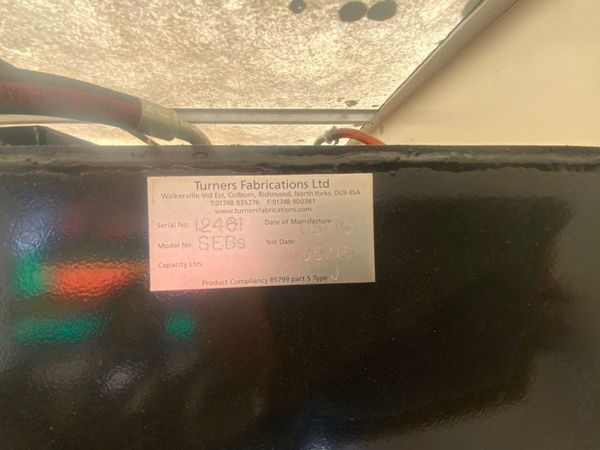 Turners Fabrications Ltd
Walkerville Ind Est, Colburn, Richmond, North Yorks, DL9 4SA
T:01748 835276 F:01748 900381
www.turnersfabrications.com
Serial No: 12461 Date of Manufacture:
Model No: SEBs Test Date: 05/16
Capacity Ltrs:
Product Compliancy BS799 part 5 Type J